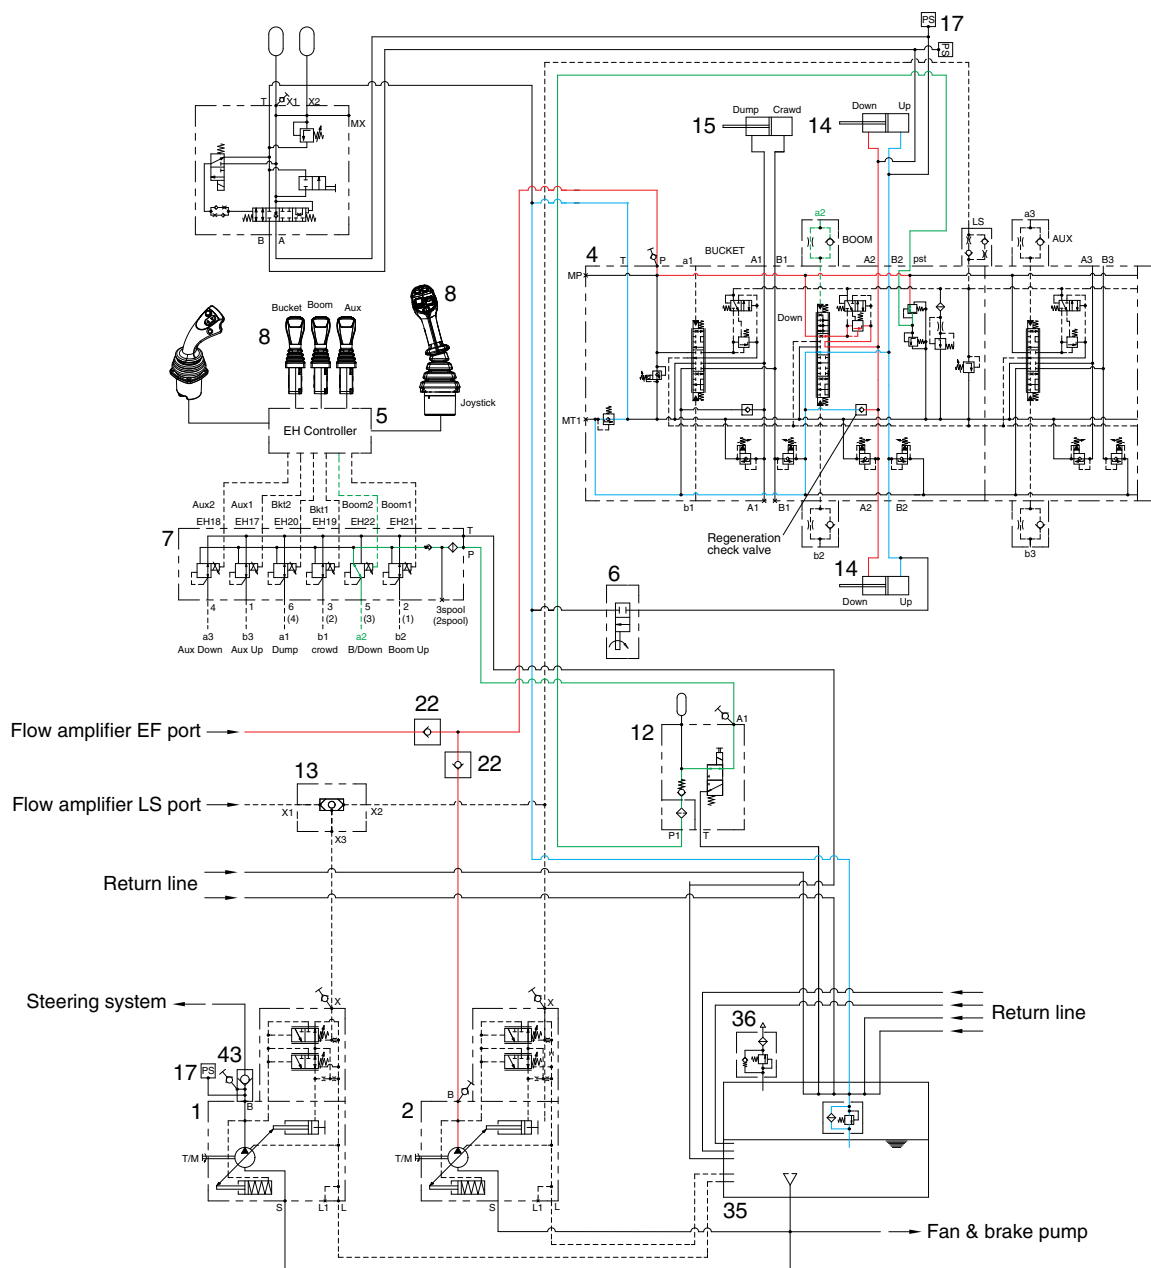 PS 17
PS
T X1 X2
MX
B A
Dump Crawd
15
Down Up
14
a2
BOOM
LS
a3
AUX
BUCKET
4
T P a1 A1 B1 A2 B2 pst A3 B3
MP
Down
MT1
b1 A1 B1 A2 B2
b2
b3
Regeneration
check valve
14
Down Up
8
Bucket Boom Aux
8
Joystick
5
EH Controller
Aux2 Aux1 Bkt2 Bkt1 Boom2 Boom1
EH18 EH17 EH20 EH19 EH22 EH21
7
T
P
4 1 6 3 5 2
(4) (2) (3) (1)
3spool
(2spool)
a3 b3 a1 b1 a2 b2
Aux Down Aux Up Dump crowd B/Down Boom Up
6
22
Flow amplifier EF port
22
12
A1
P1 T
13
Flow amplifier LS port
X1 X2
X3
Return line
Steering system
X
X
17 PS 43
B
B
1
2
T/M
T/M
S L1 L
S L1 L
36
Return line
35
Fan & brake pump